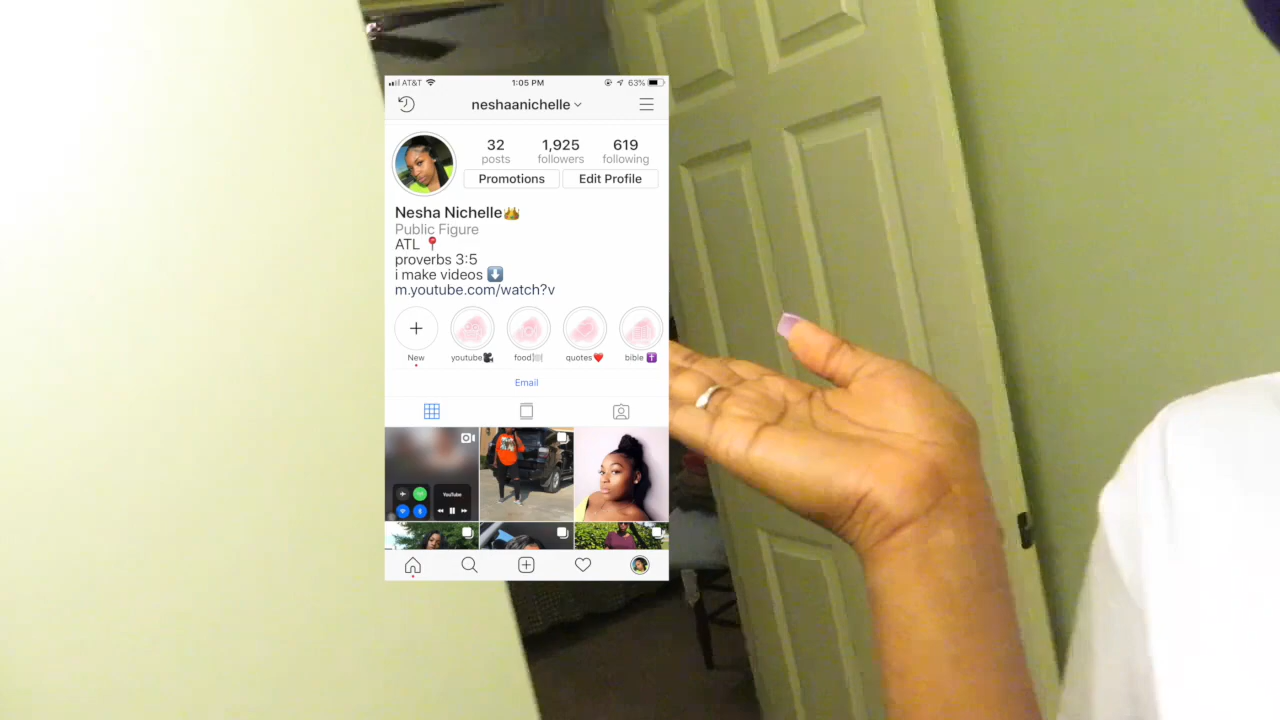 AT&T 1:05 PM 63%
neshaanichelle
32 1,925 619
posts followers following
Promotions Edit Profile
Nesha Nichelle👑
Public Figure
ATL 📍
proverbs 3:5
i make videos ⬇️
m.youtube.com/watch?v
New youtube🎥 food🍽 quotes❤️ bible ✝️
Email
YouTube